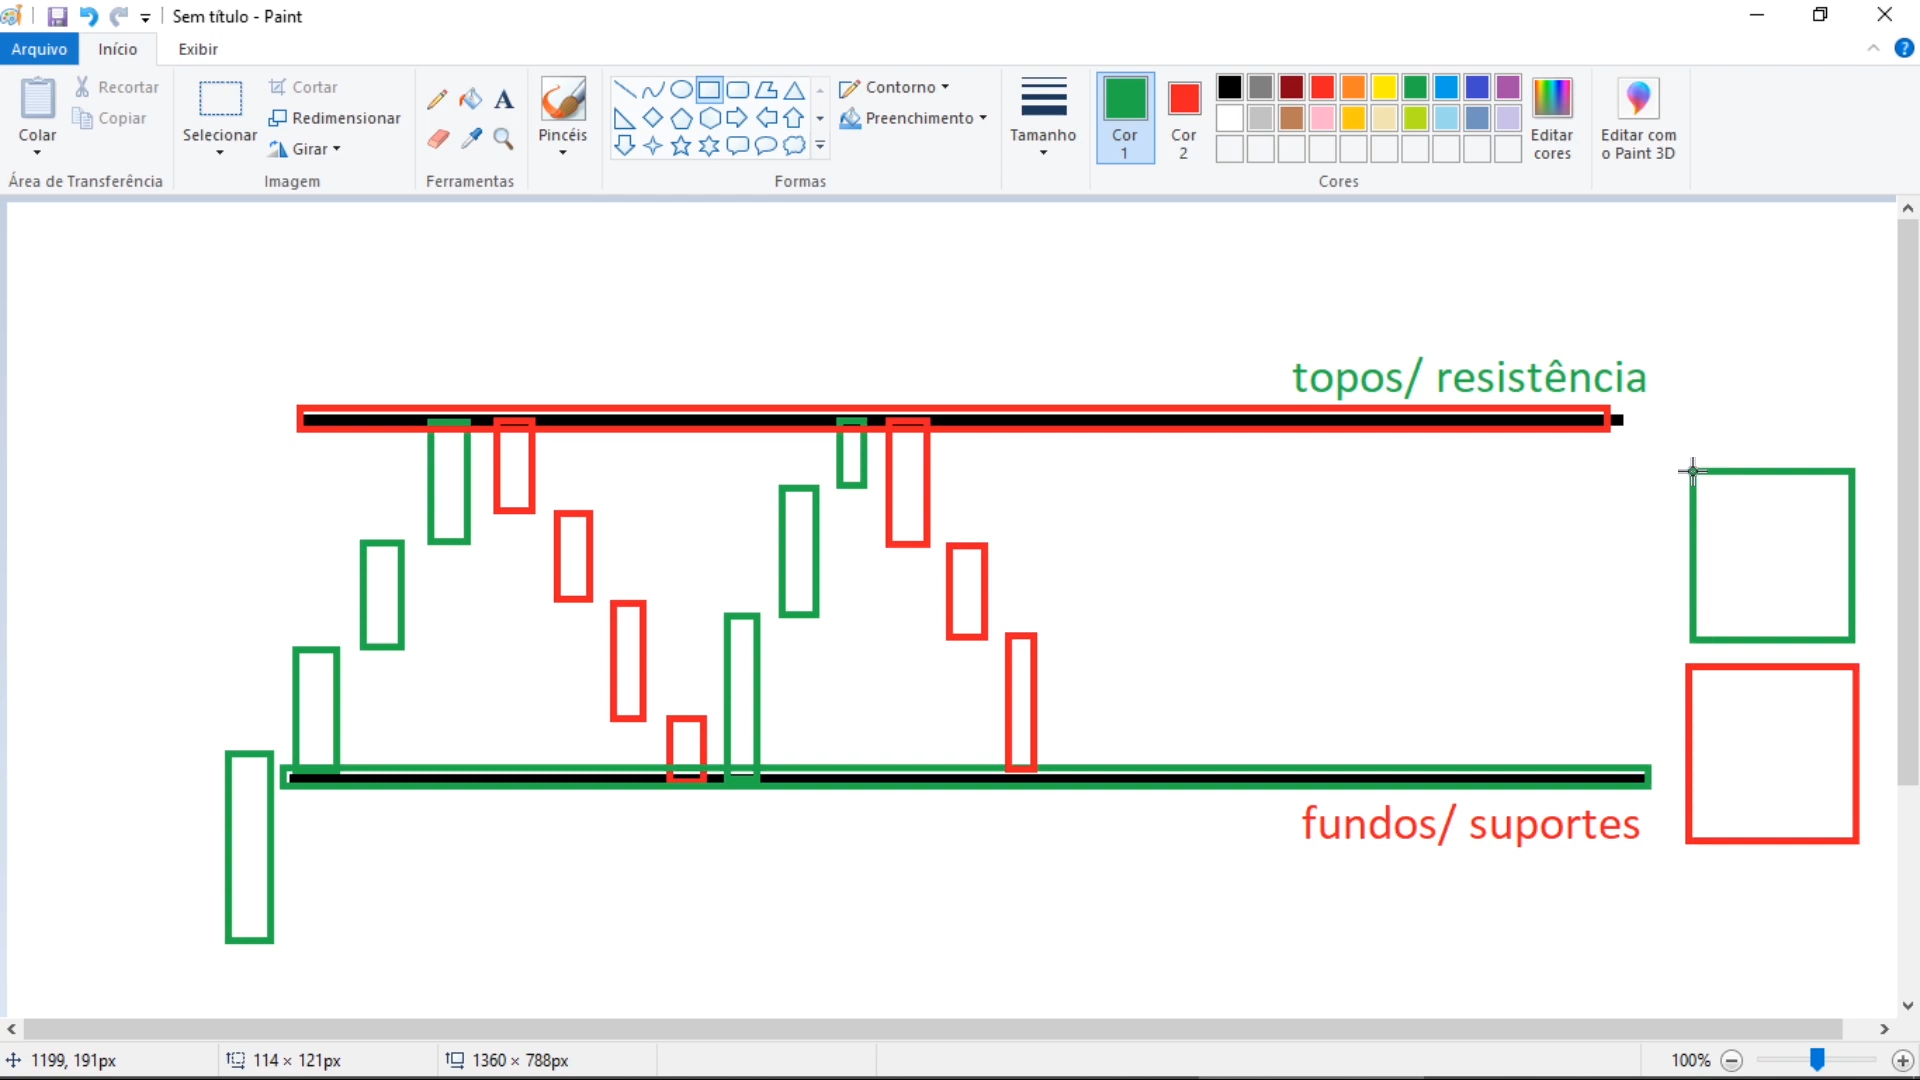 Sem título - Paint
Arquivo Início Exibir
Colar
Recortar
Copiar
Área de Transferência
Selecionar
Cortar
Redimensionar
Girar
Imagem
A
Ferramentas
Pincéis
Contorno
Preenchimento
Formas
Tamanho
Cor
1
Cor
2
Editar
cores
Cores
Editar com
o Paint 3D
topos/ resistência
fundos/ suportes
1199, 191px 114 × 121px 1360 × 788px 100%